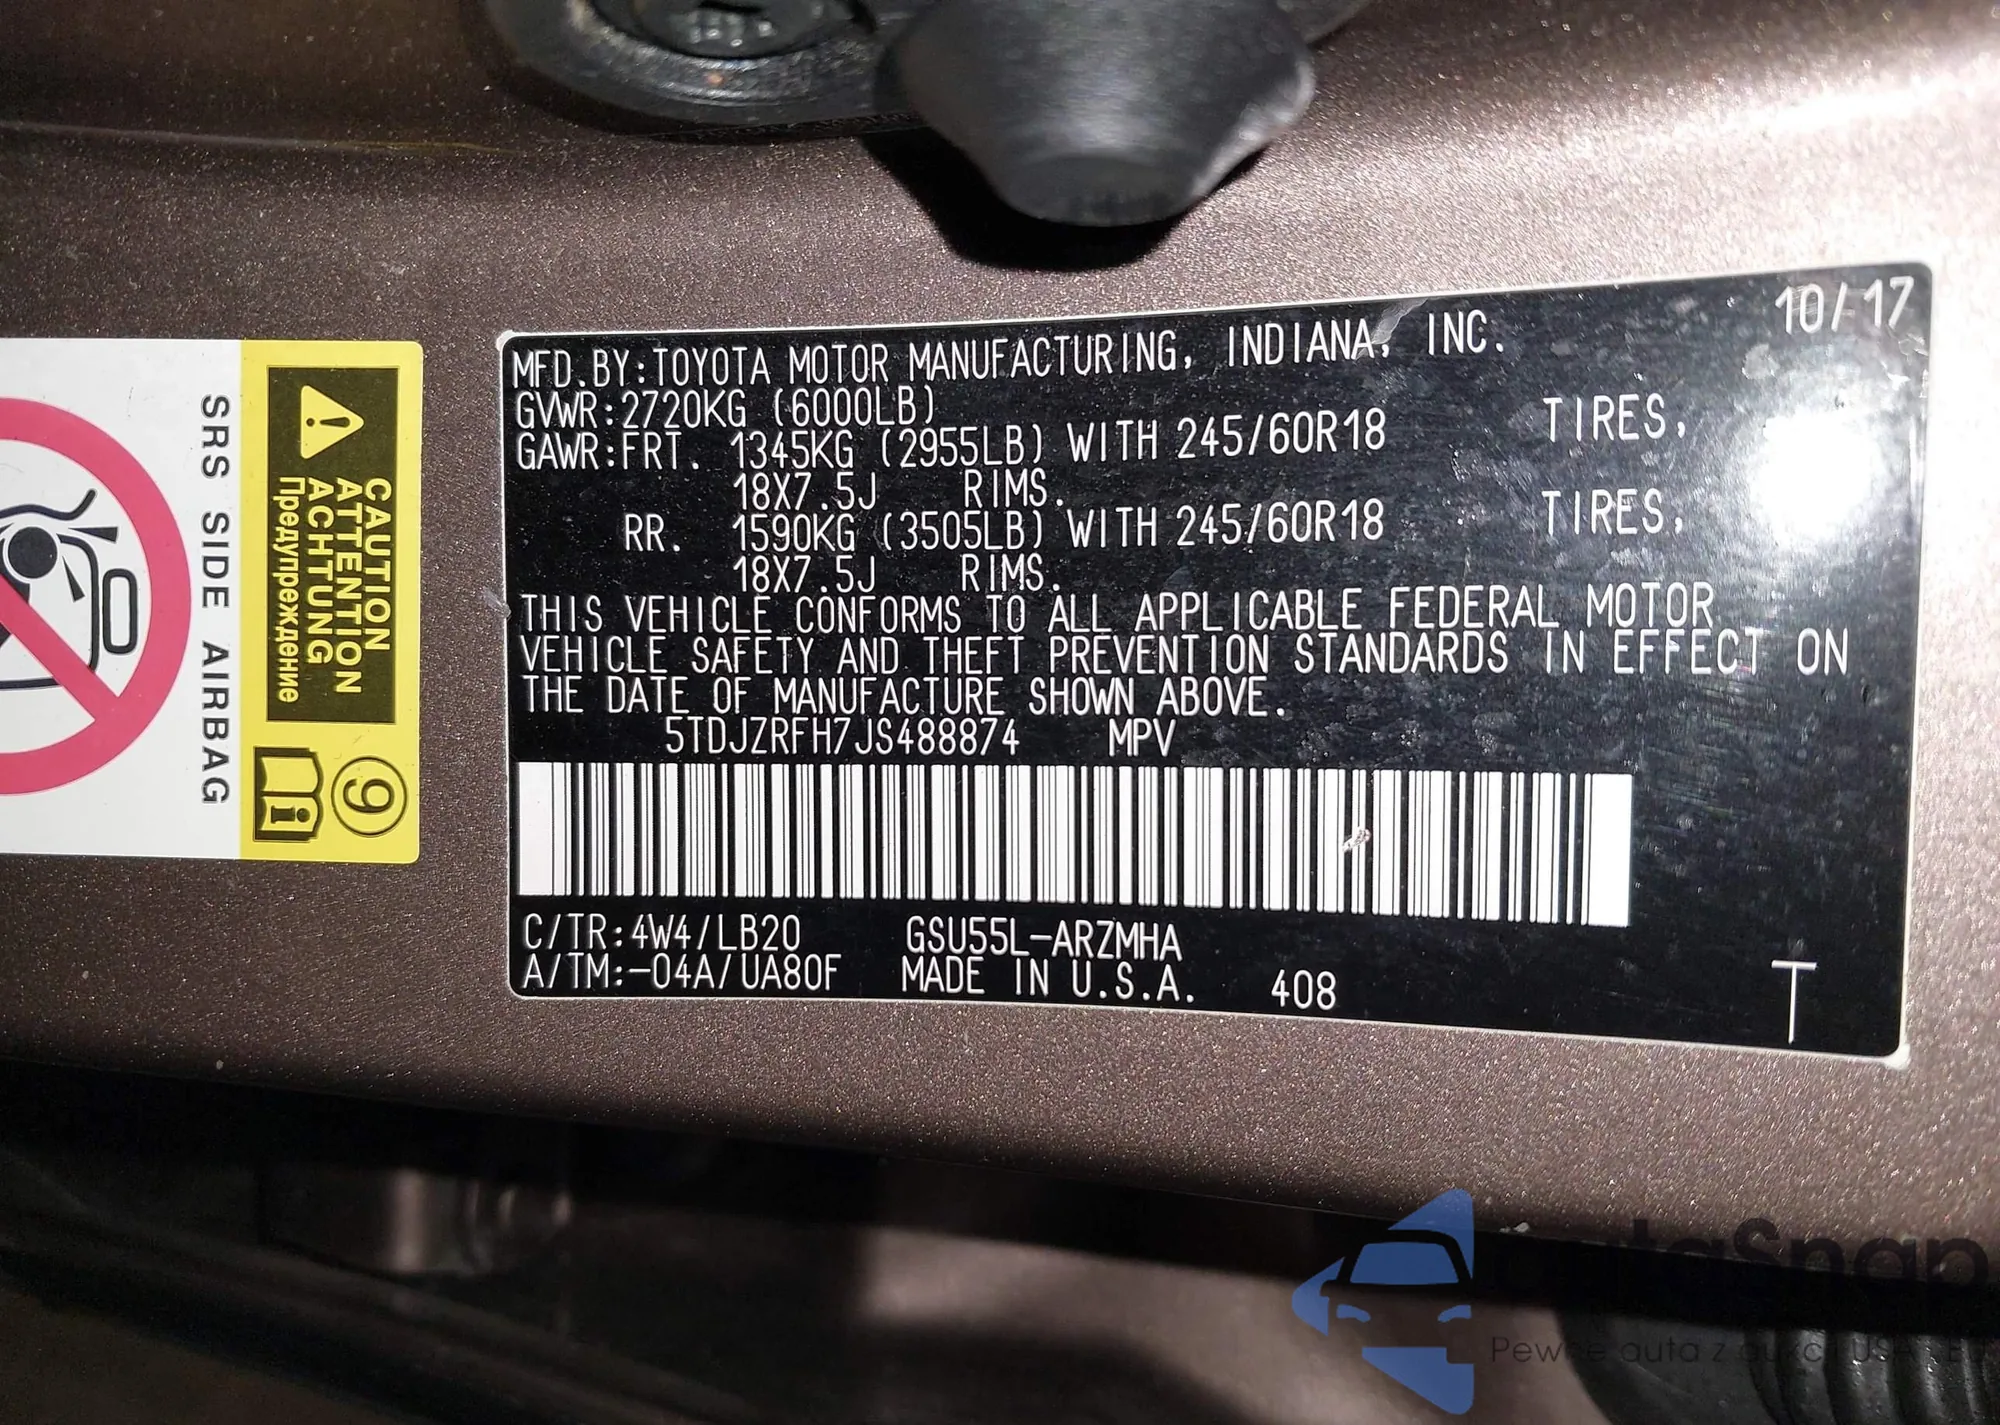 10/17
MFD.BY:TOYOTA MOTOR MANUFACTURING, INDIANA, INC.
GVWR:2720KG (6000LB)
GAWR:FRT. 1345KG (2955LB) WITH 245/60R18 TIRES,
18X7.5J RIMS.
RR. 1590KG (3505LB) WITH 245/60R18 TIRES,
18X7.5J RIMS.
THIS VEHICLE CONFORMS TO ALL APPLICABLE FEDERAL MOTOR
VEHICLE SAFETY AND THEFT PREVENTION STANDARDS IN EFFECT ON
THE DATE OF MANUFACTURE SHOWN ABOVE.
5TDJZRFH7JS488874 MPV
C/TR:4W4/LB20 GSU55L-ARZMHA
A/TM:-04A/UA80F MADE IN U.S.A. 408 T
CAUTION
ATTENTION
ACHTUNG
Предупреждение
9
SRS SIDE AIRBAG
Pewne auta z aukcji USA